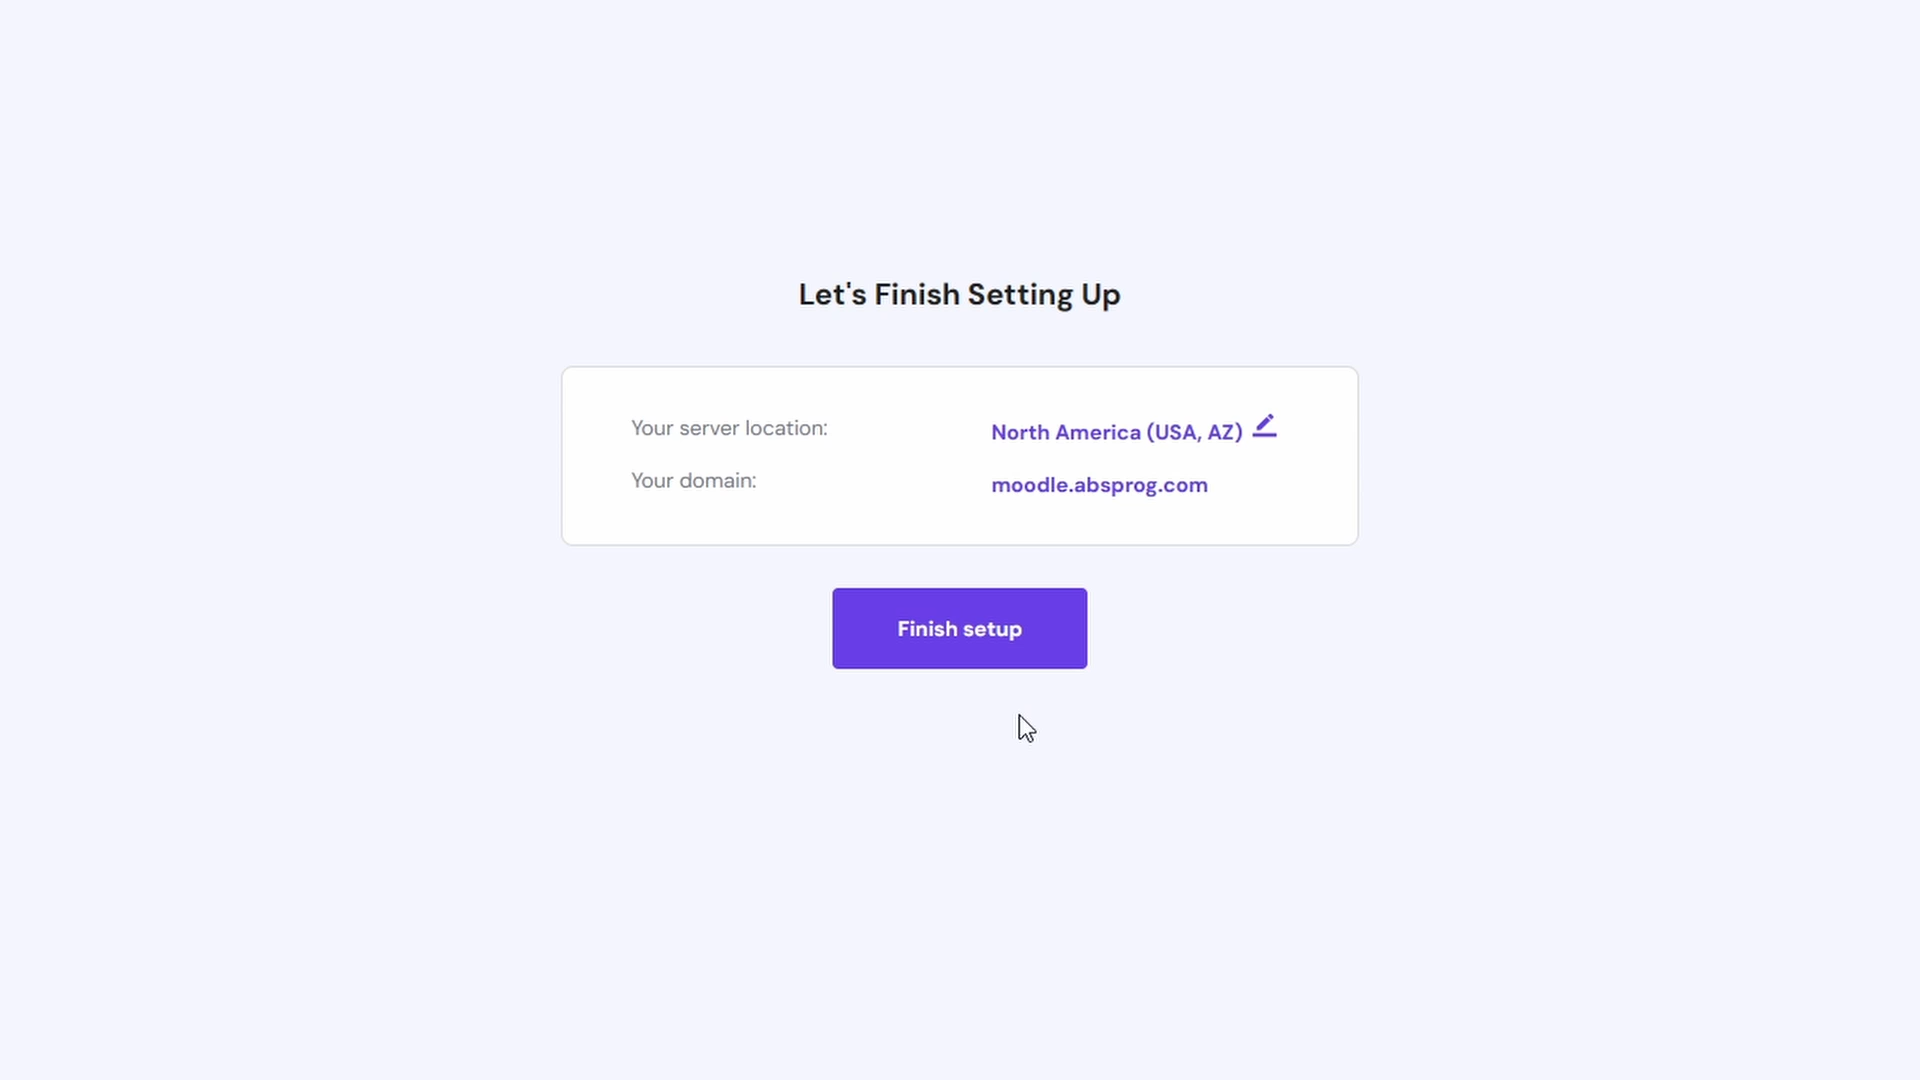 Let's Finish Setting Up
Your server location: North America (USA, AZ)
Your domain: moodle.absprog.com
Finish setup